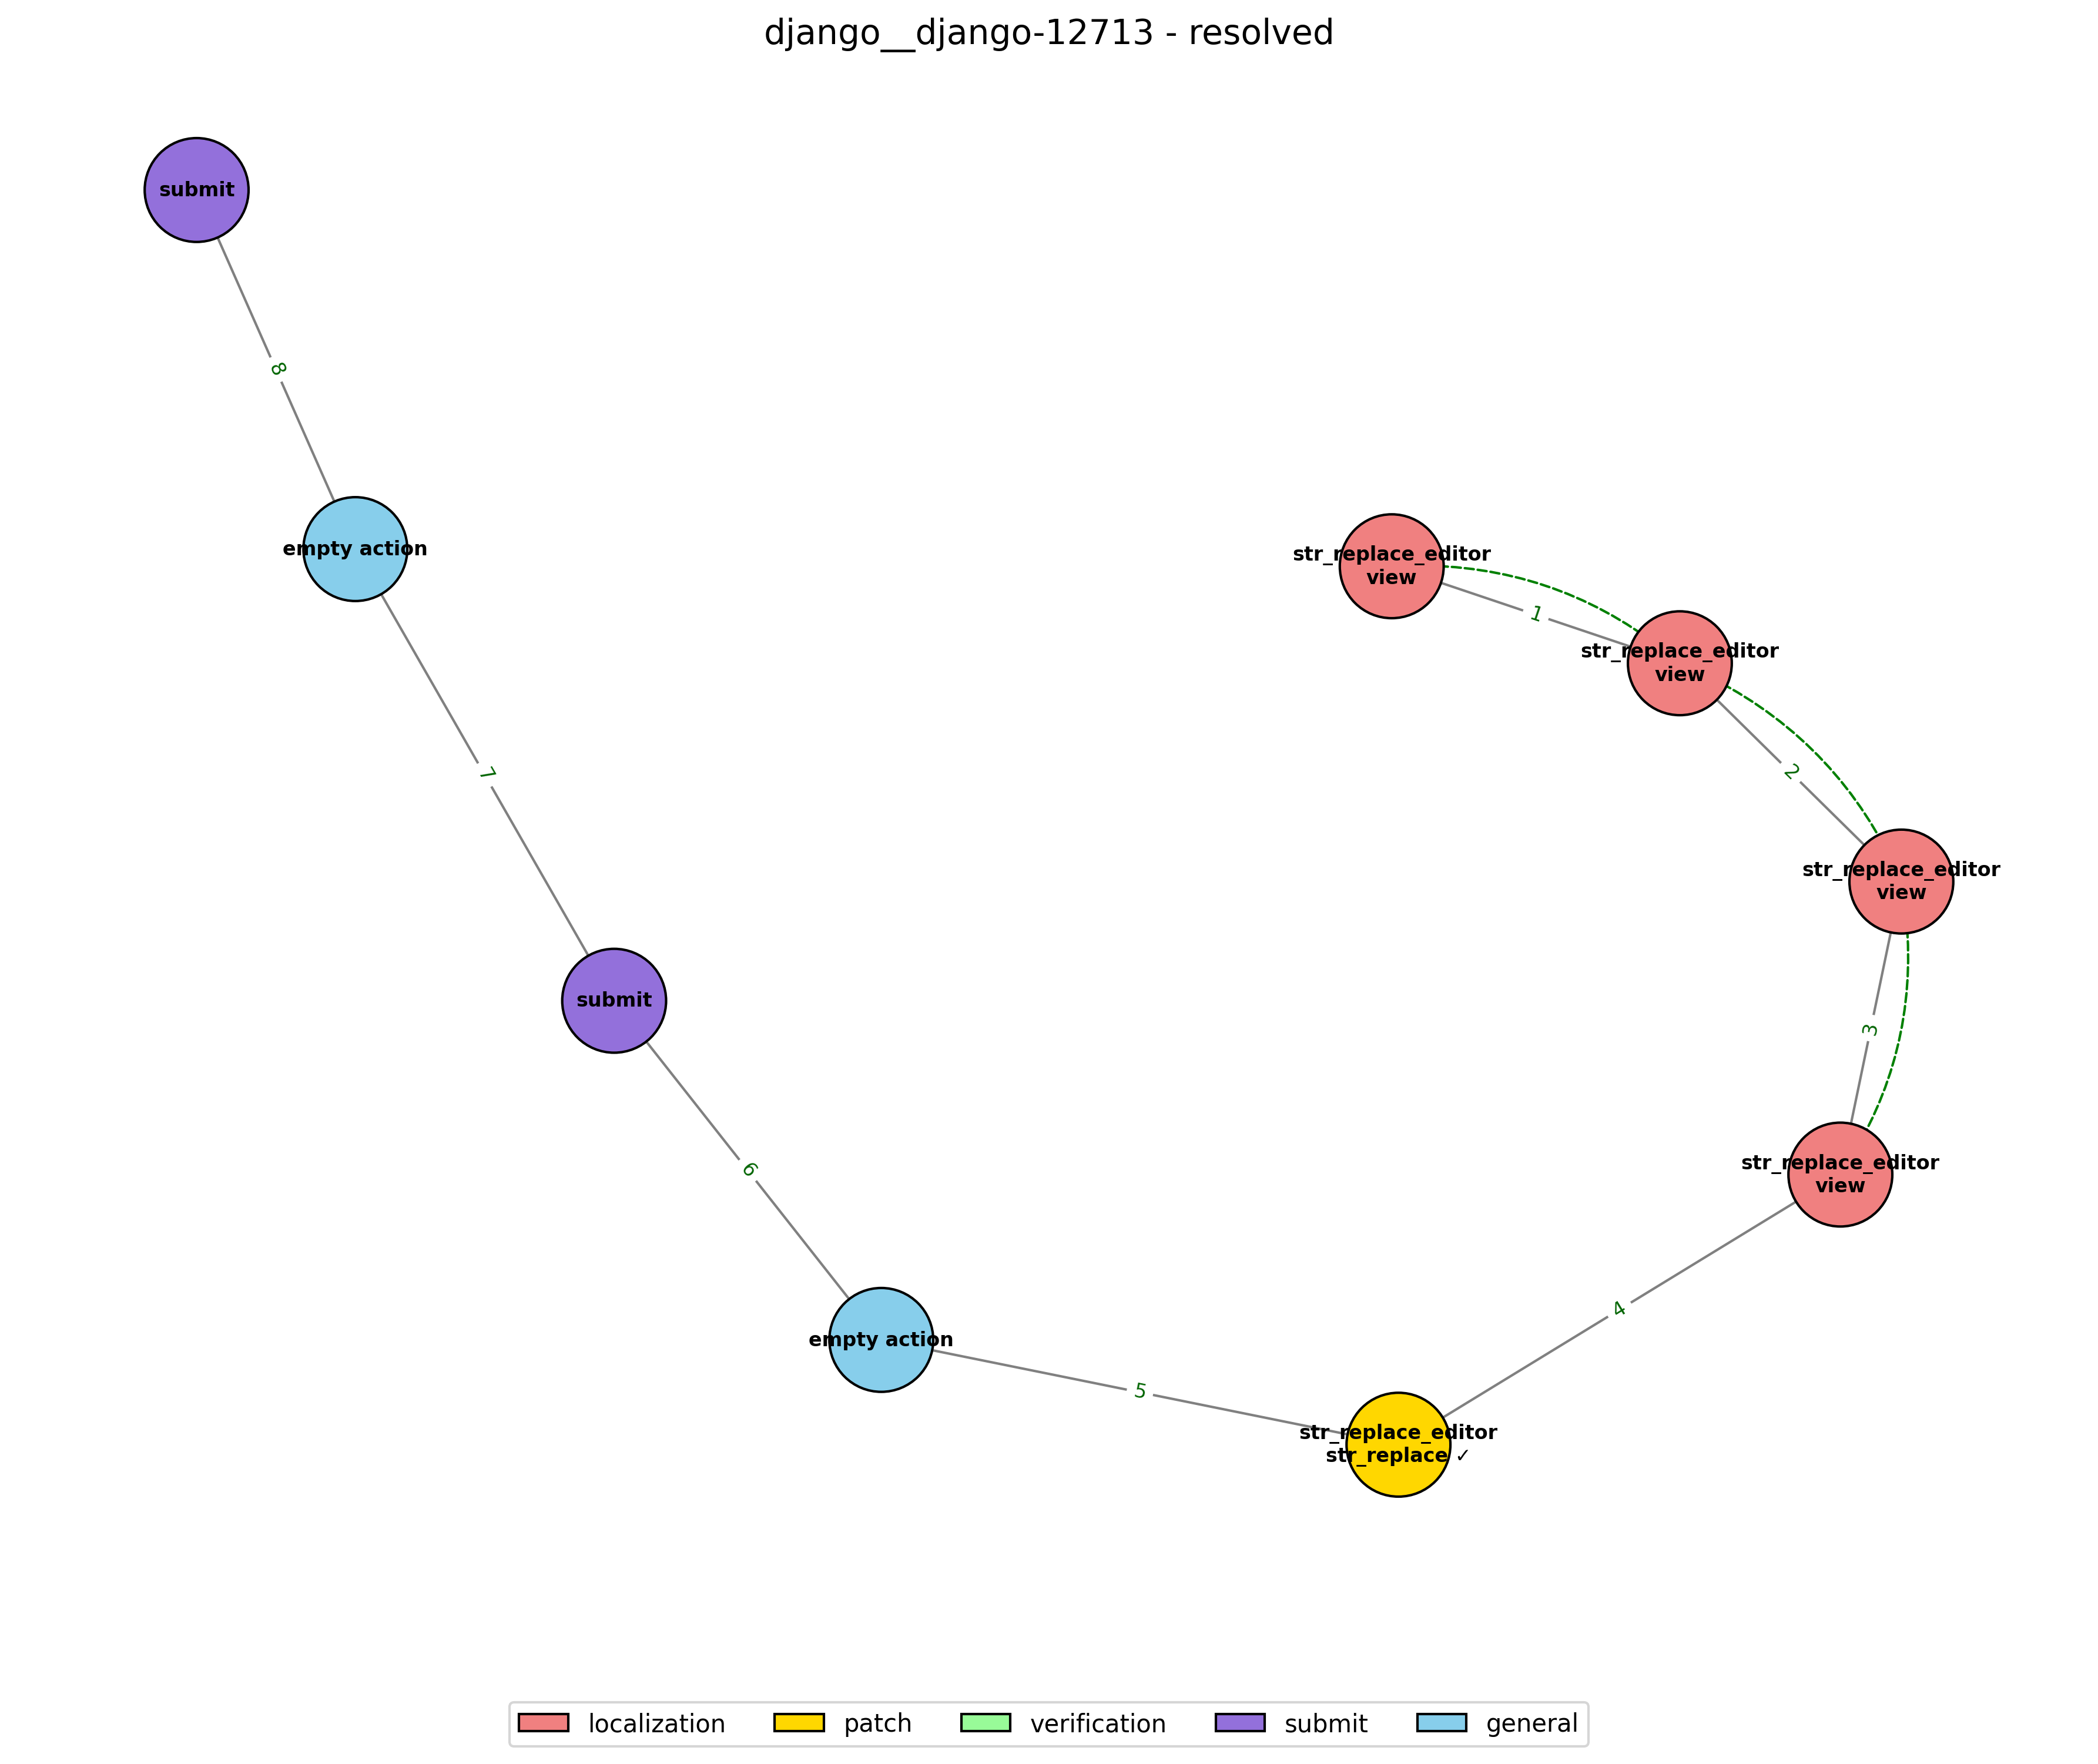 django__django-12713 - resolved
submit
8
empty action
str_replace_editor
view
1
str_replace_editor
view
7
2
str_replace_editor
view
submit
3
6
str_replace_editor
view
4
empty action
5
str_replace_editor
str_replace ✓
localization
patch
verification
submit
general